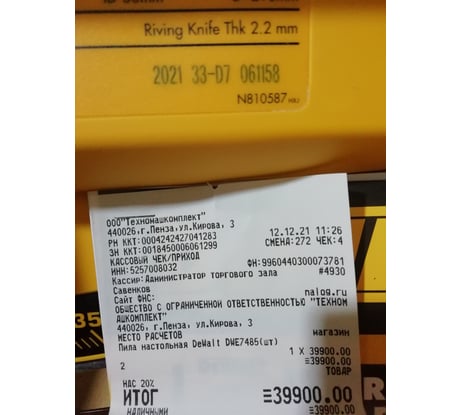 Riving Knife Thk 2.2 mm
2021 33-D7 061158
N810587
ООО"Техномашкомплект"
440026,г.Пенза,ул.Кирова, 3
РН ККТ:0004242427041283
12.12.21 11:26
ЗН ККТ:0018450006061299
СМЕНА:272 ЧЕК:4
КАССОВЫЙ ЧЕК/ПРИХОД
ИНН:5257008032
ФН:9960440300073781
Кассир:Администратор торгового зала
#4930
Савенков
Сайт ФНС:
nalog.ru
ОБЩЕСТВО С ОГРАНИЧЕННОЙ ОТВЕТСТВЕННОСТЬЮ "ТЕХНОМ
АШКОМПЛЕКТ"
440026, г.Пенза, ул.Кирова, 3
МЕСТО РАСЧЕТОВ
магазин
Пила настольная DeWalt DWE7485(шт)
1 X 39900.00
2
≡39900.00
ТОВАР
НДС 20%
ИТОГ
≡39900.00
НАЛИЧНЫМИ
≡39900.00
35
R